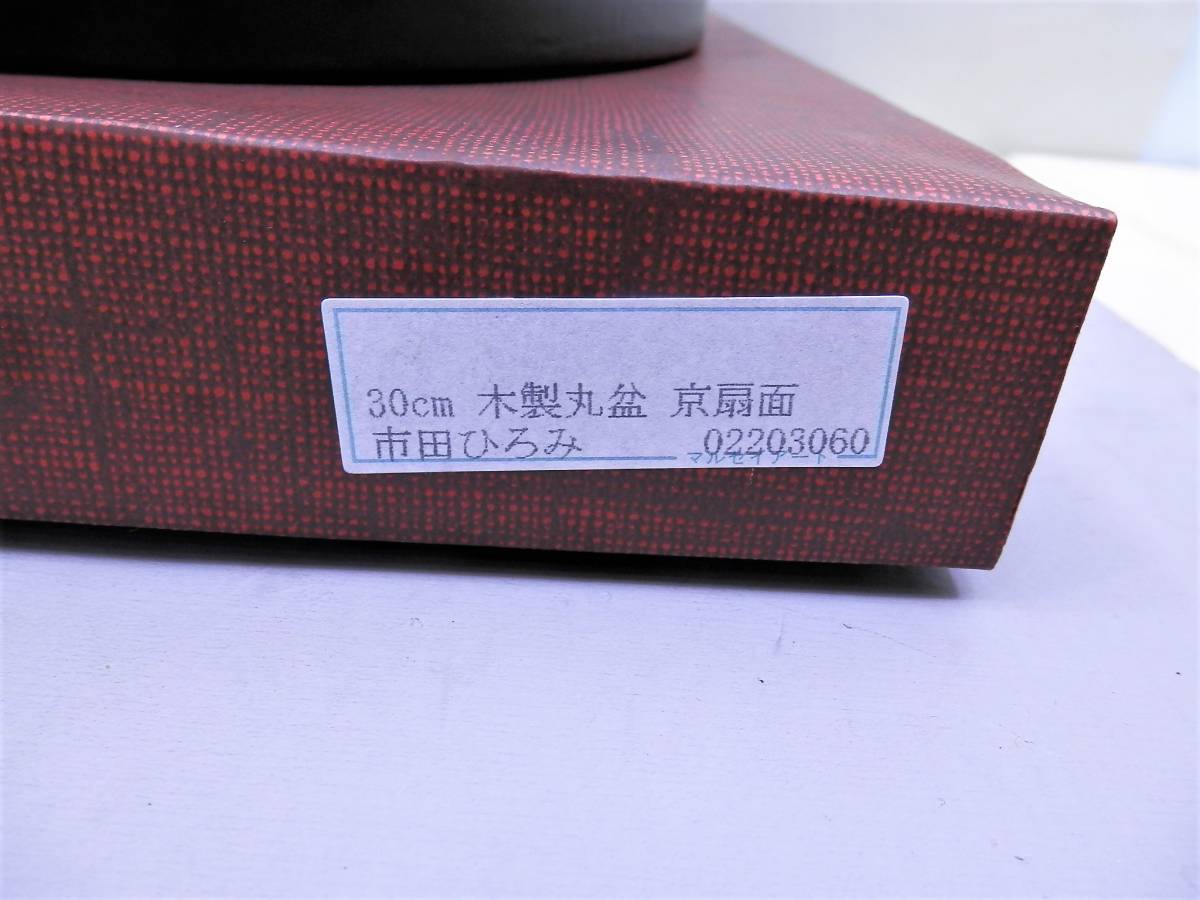 30cm 木製丸盆 京扇面
市田ひろみ 02203060
マルセイアート